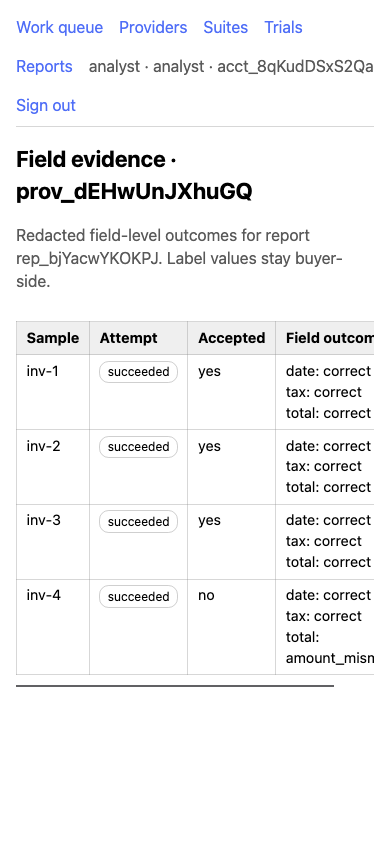 Work queue Providers Suites Trials
Reports analyst · analyst · acct_8qKudDSxS2Qa
Sign out
Field evidence ·
prov_dEHwUnJXhuGQ
Redacted field-level outcomes for report
rep_bjYacwYKOKPJ. Label values stay buyer-
side.
Sample Attempt Accepted Field outcom
inv-1 succeeded yes date: correct
tax: correct
total: correct
inv-2 succeeded yes date: correct
tax: correct
total: correct
inv-3 succeeded yes date: correct
tax: correct
total: correct
inv-4 succeeded no date: correct
tax: correct
total:
amount_mism